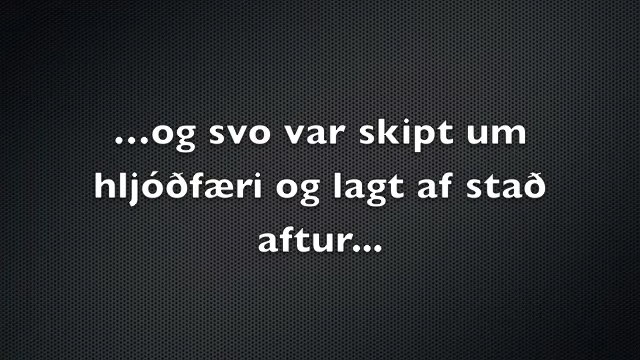 ...og svo var skipt um
hljóðfæri og lagt af stað
aftur...